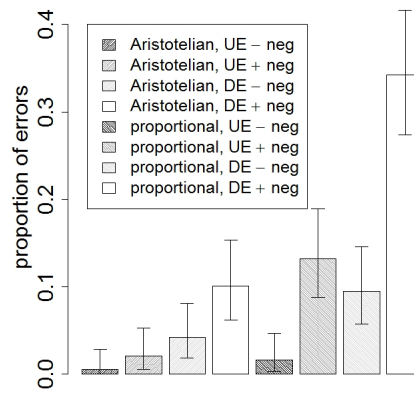 0.4
0.3
0.2
0.1
0.0
proportion of errors
Aristotelian, UE − neg
Aristotelian, UE + neg
Aristotelian, DE − neg
Aristotelian, DE + neg
proportional, UE − neg
proportional, UE + neg
proportional, DE − neg
proportional, DE + neg